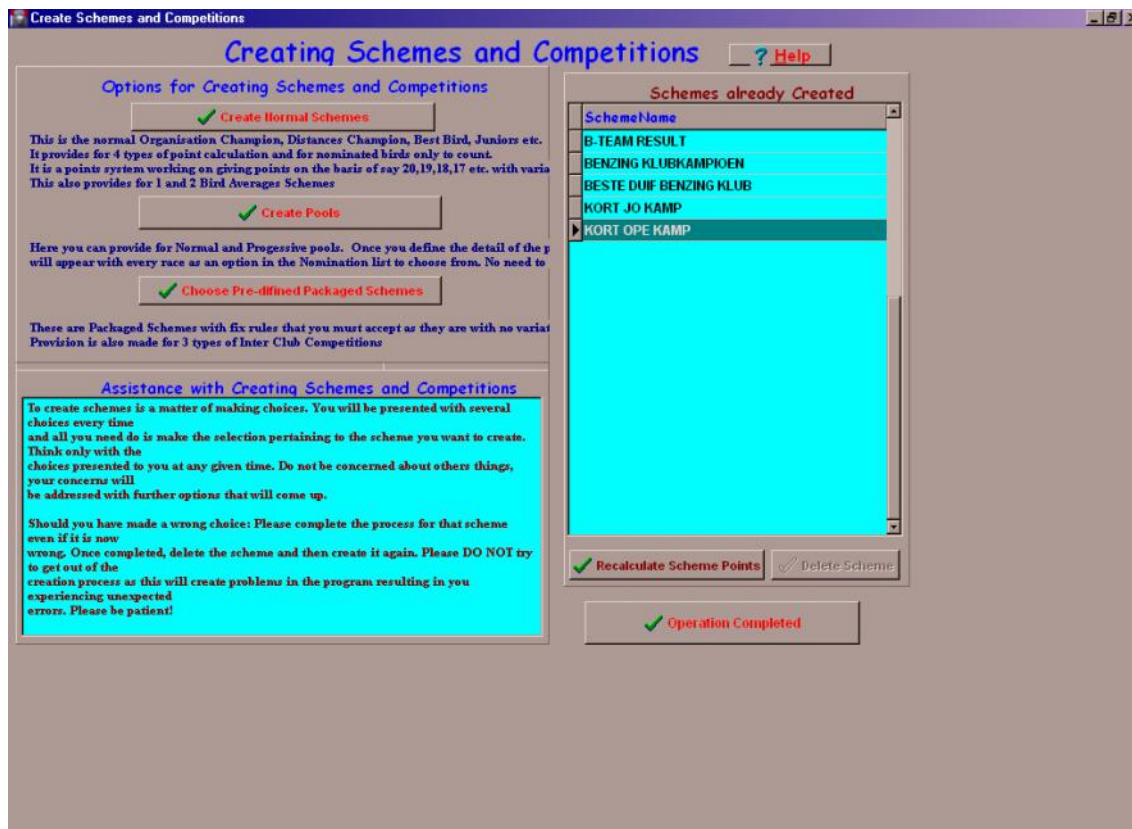 Create Schemes and Competitions
Creating Schemes and Competitions
? Help
Options for Creating Schemes and Competitions
Create Normal Schemes
This is the normal Organisation Champion, Distances Champion, Best Bird, Juniors etc.
It provides for 4 types of point calculation and for nominated birds only to count.
It is a points system working on giving points on the basis of say 20,19,18,17 etc. with varia
This also provides for 1 and 2 Bird Averages Schemes
Create Pools
Here you can provide for Normal and Progessive pools. Once you define the detail of the p
will appear with every race as an option in the Nomination list to choose from. No need to
Choose Pre-difined Packaged Schemes
These are Packaged Schemes with fix rules that you must accept as they are with no variat
Provision is also made for 3 types of Inter Club Competitions
Assistance with Creating Schemes and Competitions
To create schemes is a matter of making choices. You will be presented with several
choices every time
and all you need do is make the selection pertaining to the scheme you want to create.
Think only with the
choices presented to you at any given time. Do not be concerned about others things,
your concerns will
be addressed with further options that will come up.
Should you have made a wrong choice: Please complete the process for that scheme
even if it is now
wrong. Once completed, delete the scheme and then create it again. Please DO NOT try
to get out of the
creation process as this will create problems in the program resulting in you
experiencing unexpected
errors. Please be patient!
Schemes already Created
SchemeName
B-TEAM RESULT
BENZING KLUBKAMPIOEN
BESTE DUIF BENZING KLUB
KORT JO KAMP
KORT OPE KAMP
Recalculate Scheme Points
Delete Scheme
Operation Completed